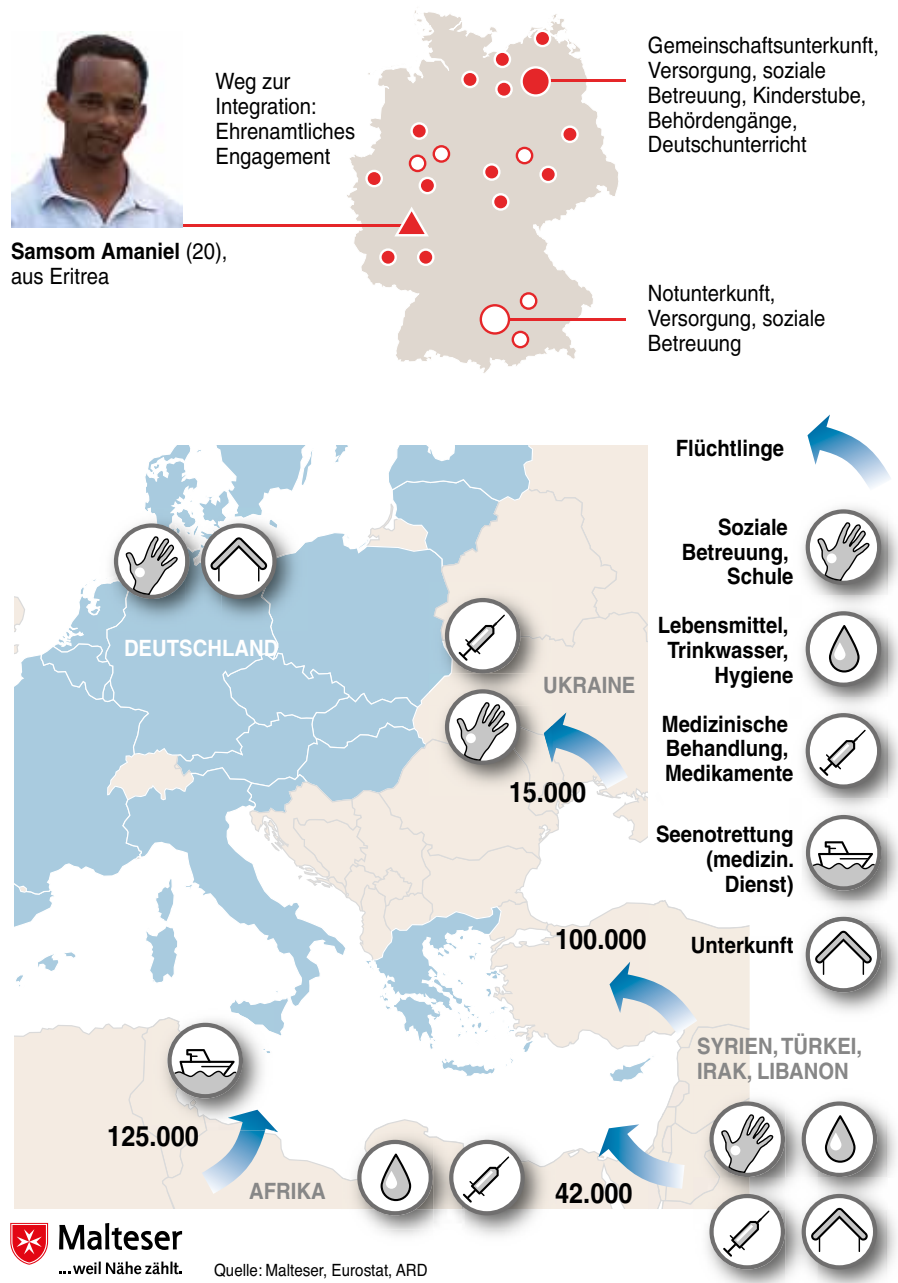 Weg zur
Integration:
Ehrenamtliches
Engagement
Gemeinschaftsunterkunft,
Versorgung, soziale
Betreuung, Kinderstube,
Behördengänge,
Deutschunterricht
Samsom Amaniel (20),
aus Eritrea
Notunterkunft,
Versorgung, soziale
Betreuung
Flüchtlinge
Soziale
Betreuung,
Schule
Lebensmittel,
Trinkwasser,
Hygiene
Medizinische
Behandlung,
Medikamente
Seenotrettung
(medizin.
Dienst)
Unterkunft
DEUTSCHLAND
UKRAINE
15.000
100.000
SYRIEN, TÜRKEI,
IRAK, LIBANON
125.000
AFRIKA
42.000
Malteser
...weil Nähe zählt.
Quelle: Malteser, Eurostat, ARD